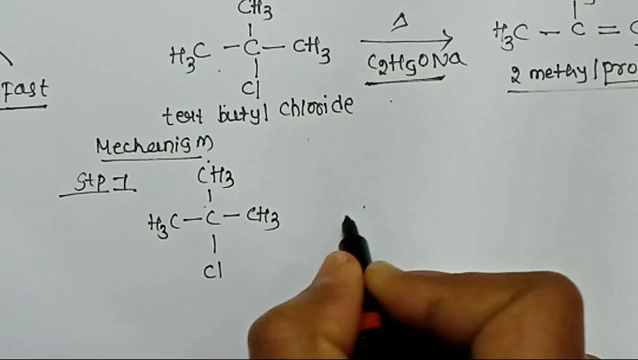 CH3
|
H3C – C – CH3
|
Cl
tert butyl chloride
Δ
C2H5ONa
H3C – C = C
2 methyl pro
Fast
Mechanism
Stp-1
CH3
|
H3C – C – CH3
|
Cl